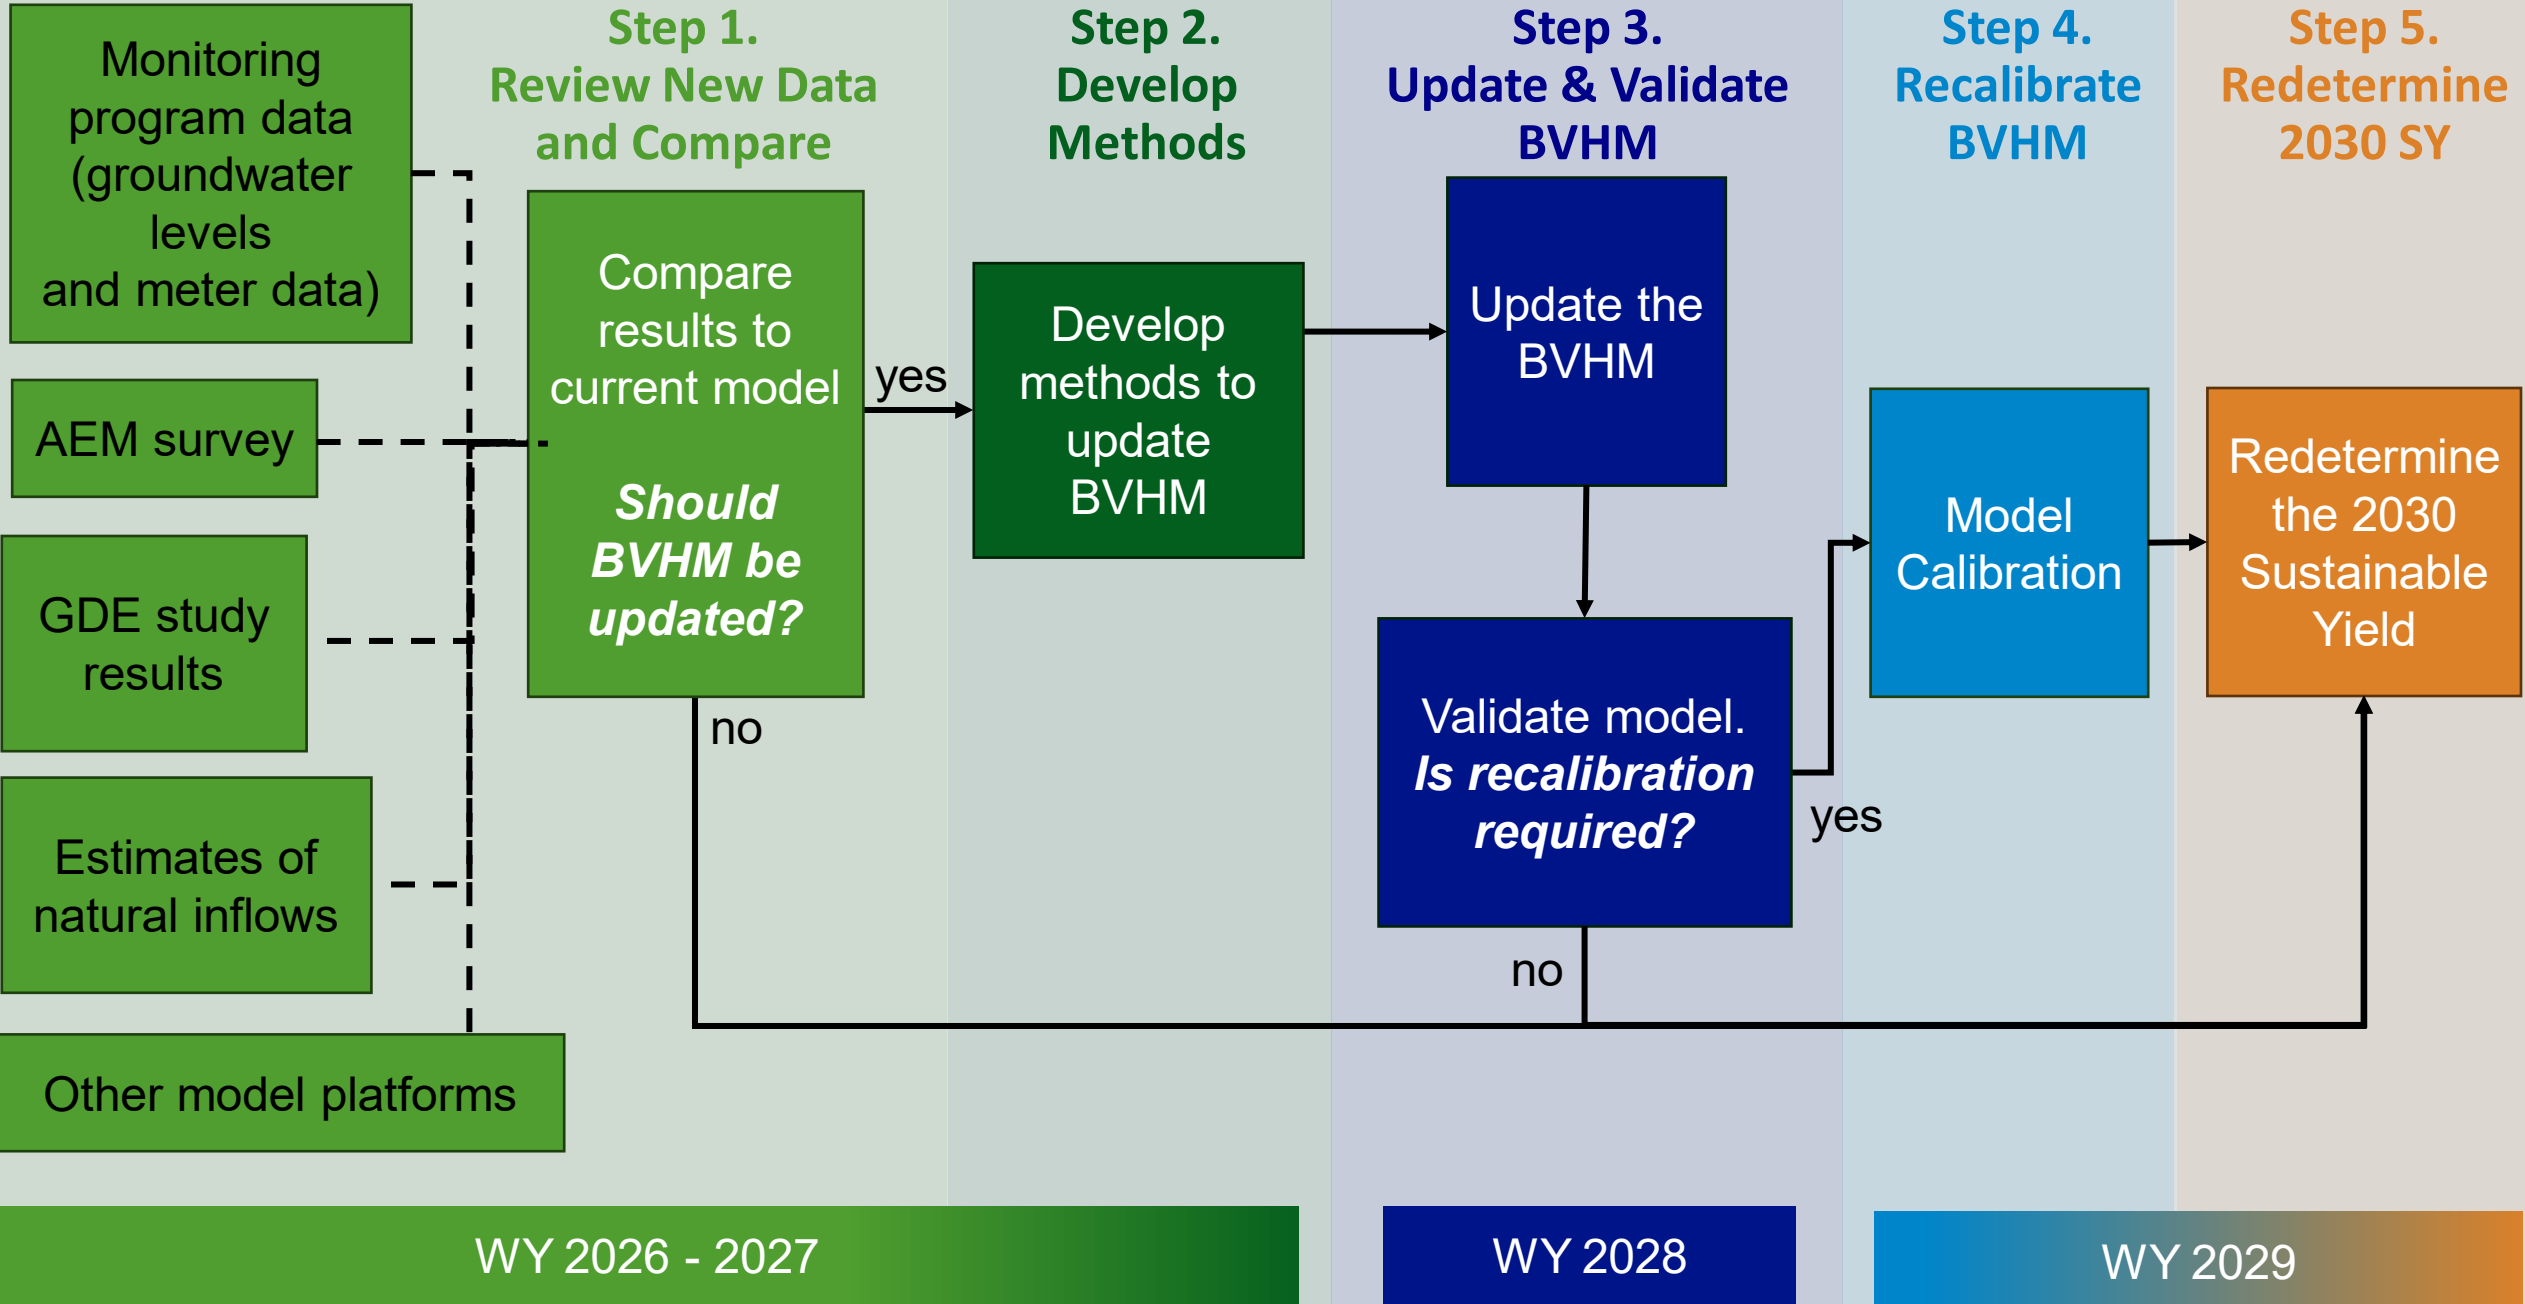 Monitoring
program data
(groundwater
levels
and meter data)
AEM survey
GDE study
results
Estimates of
natural inflows
Other model platforms
Step 1.
Review New Data
and Compare
Compare
results to
current model
Should
BVHM be
updated?
yes
no
Step 2.
Develop
Methods
Develop
methods to
update
BVHM
Step 3.
Update & Validate
BVHM
Update the
BVHM
Validate model.
Is recalibration
required?
yes
no
Step 4.
Recalibrate
BVHM
Model
Calibration
Step 5.
Redetermine
2030 SY
Redetermine
the 2030
Sustainable
Yield
WY 2026 - 2027
WY 2028
WY 2029